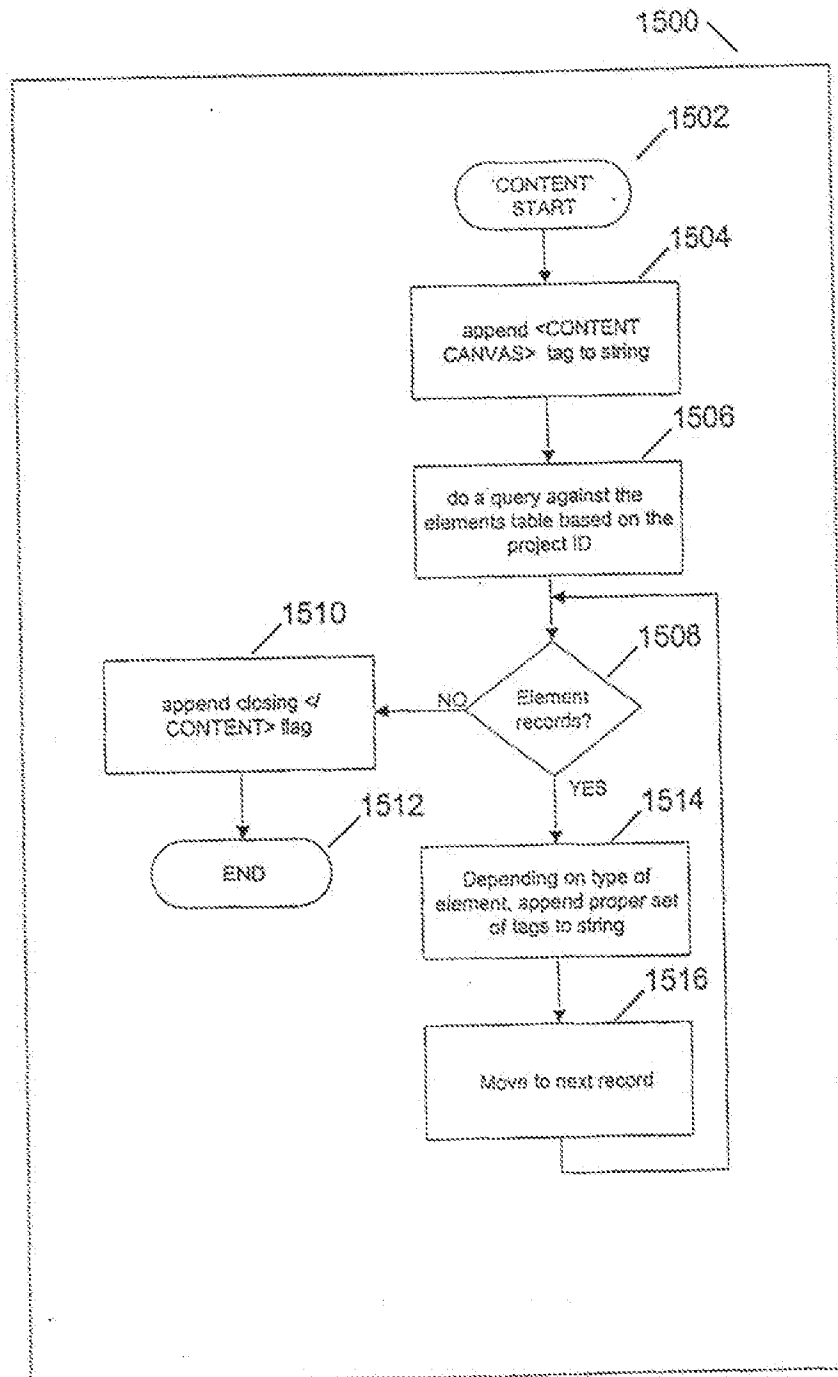 1500
1502
'CONTENT'
START
1504
append <CONTENT
CANVAS> tag to string
1506
do a query against the
elements table based on the
project ID
1508
Element
records?
NO
YES
1510
append closing </
CONTENT> flag
1512
END
1514
Depending on type of
element, append proper set
of tags to string
1516
Move to next record